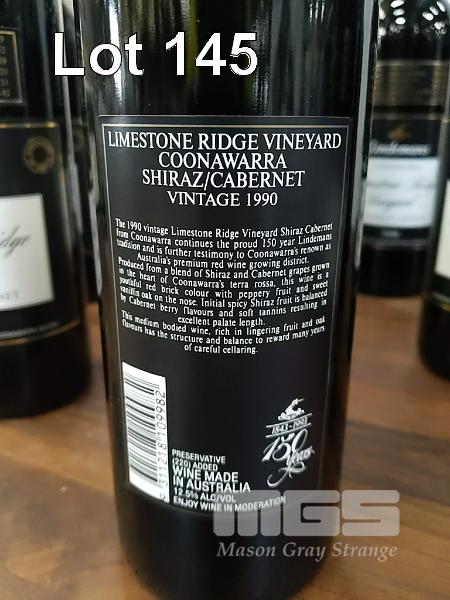 Lot 145
LIMESTONE RIDGE VINEYARD
COONAWARRA
SHIRAZ/CABERNET
VINTAGE 1990
The 1990 vintage Limestone Ridge Vineyard Shiraz Cabernet
from Coonawarra continues the proud 150 year Lindemans
tradition and is further testimony to Coonawarra's renown as
Australia's premium red wine growing district.
Produced from a blend of Shiraz and Cabernet grapes grown
in the heart of Coonawarra's terra rossa, this wine is a
youthful red brick colour with peppery fruit and sweet
vanillin oak on the nose. Initial spicy Shiraz fruit is balanced
by Cabernet berry flavours and soft tannins resulting in
excellent palate length.
This medium bodied wine, rich in lingering fruit and oak
flavours has the structure and balance to reward many years
of careful cellaring.
PRESERVATIVE
(220) ADDED
WINE MADE
IN AUSTRALIA
12.5% ALC/VOL
ENJOY WINE IN MODERATION
9 311218 109982
1843-1993
150 Years
Lindemans
MGS
Mason Gray Strange